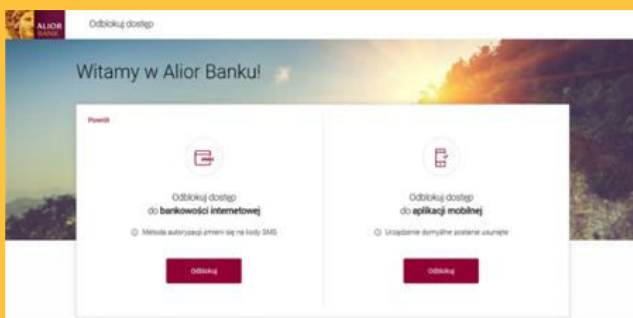 ALIOR
BANK
Odblokuj dostęp
Witamy w Alior Banku!
Powrót
Odblokuj dostęp
do bankowości internetowej
Metoda autoryzacji zmieni się na kody SMS
Odblokuj
Odblokuj dostęp
do aplikacji mobilnej
Urządzenie domyślne zostanie usunięte
Odblokuj